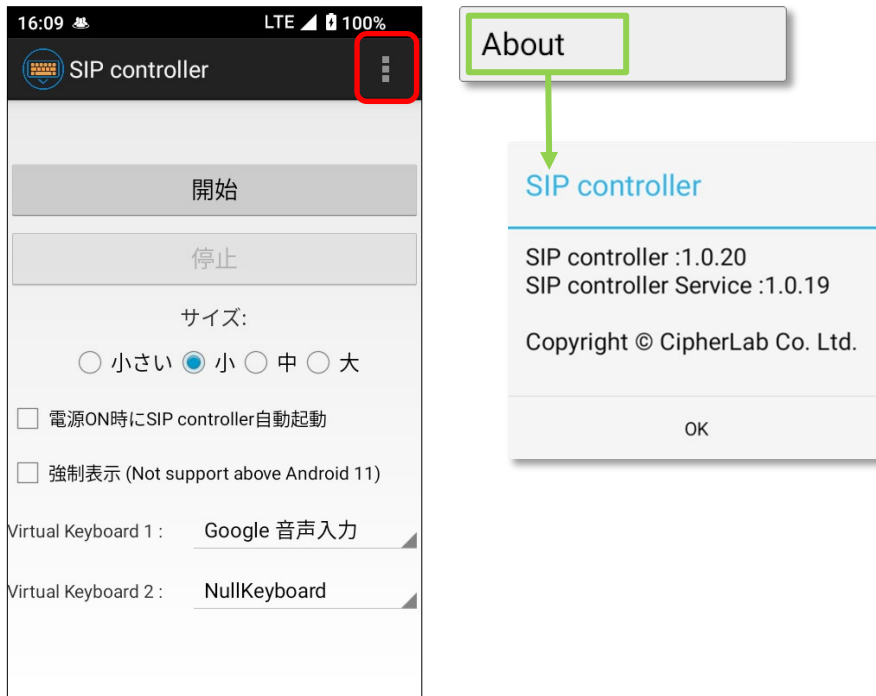 16:09 LTE 100%
SIP controller
開始
停止
サイズ:
小さい 小 中 大
電源ON時にSIP controller自動起動
強制表示 (Not support above Android 11)
Virtual Keyboard 1 : Google 音声入力
Virtual Keyboard 2 : NullKeyboard
About
SIP controller
SIP controller :1.0.20
SIP controller Service :1.0.19
Copyright © CipherLab Co. Ltd.
OK